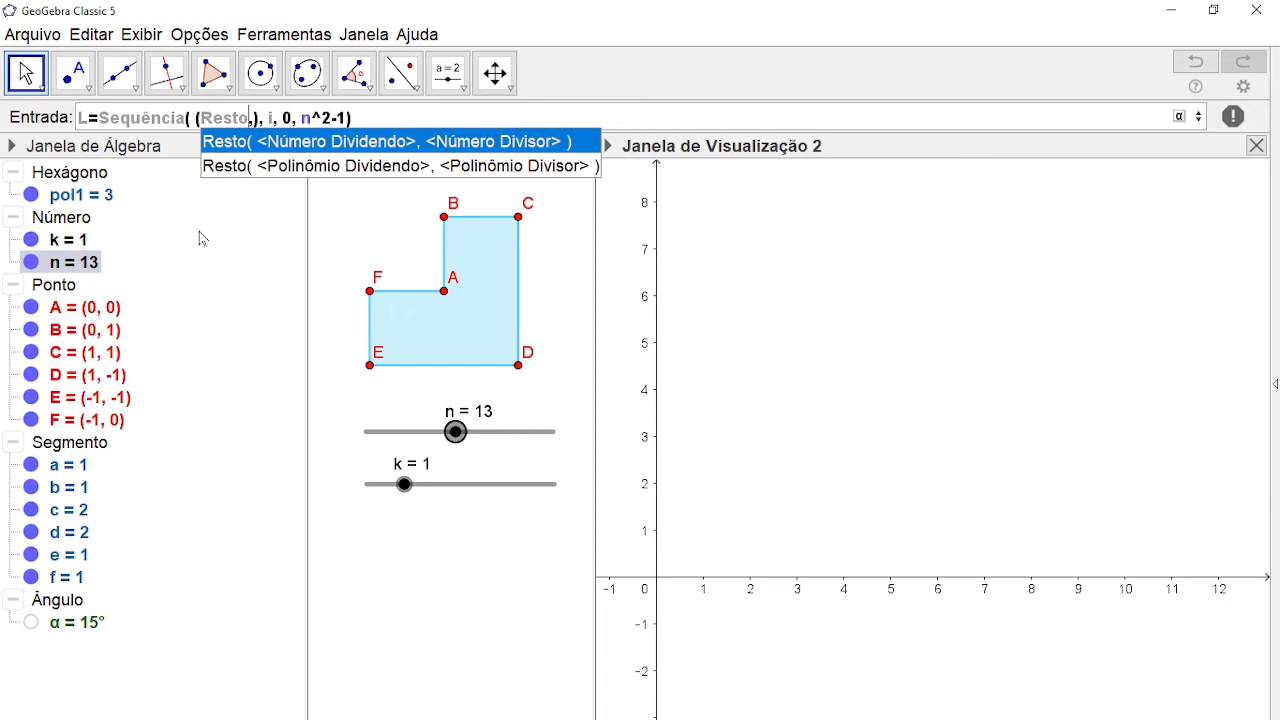 GeoGebra Classic 5
Arquivo Editar Exibir Opções Ferramentas Janela Ajuda
A
α
a = 2
Entrada: L=Sequência( (Resto,), i, 0, n^2-1)
α
Resto( <Número Dividendo>, <Número Divisor> )
Resto( <Polinômio Dividendo>, <Polinômio Divisor> )
Janela de Álgebra
Hexágono
pol1 = 3
Número
k = 1
n = 13
Ponto
A = (0, 0)
B = (0, 1)
C = (1, 1)
D = (1, -1)
E = (-1, -1)
F = (-1, 0)
Segmento
a = 1
b = 1
c = 2
d = 2
e = 1
f = 1
Ângulo
α = 15°
B C
F A
E D
n = 13
k = 1
Janela de Visualização 2
8
7
6
5
4
3
2
1
-1 0 1 2 3 4 5 6 7 8 9 10 11 12
-1
-2